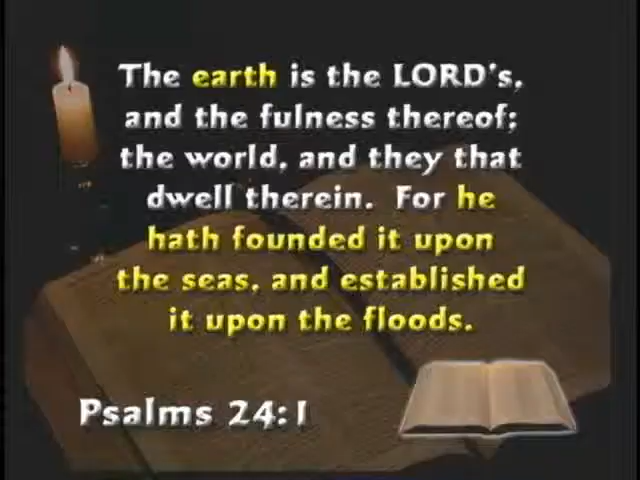 The earth is the LORD's,
and the fulness thereof;
the world, and they that
dwell therein. For he
hath founded it upon
the seas, and established
it upon the floods.
Psalms 24:1